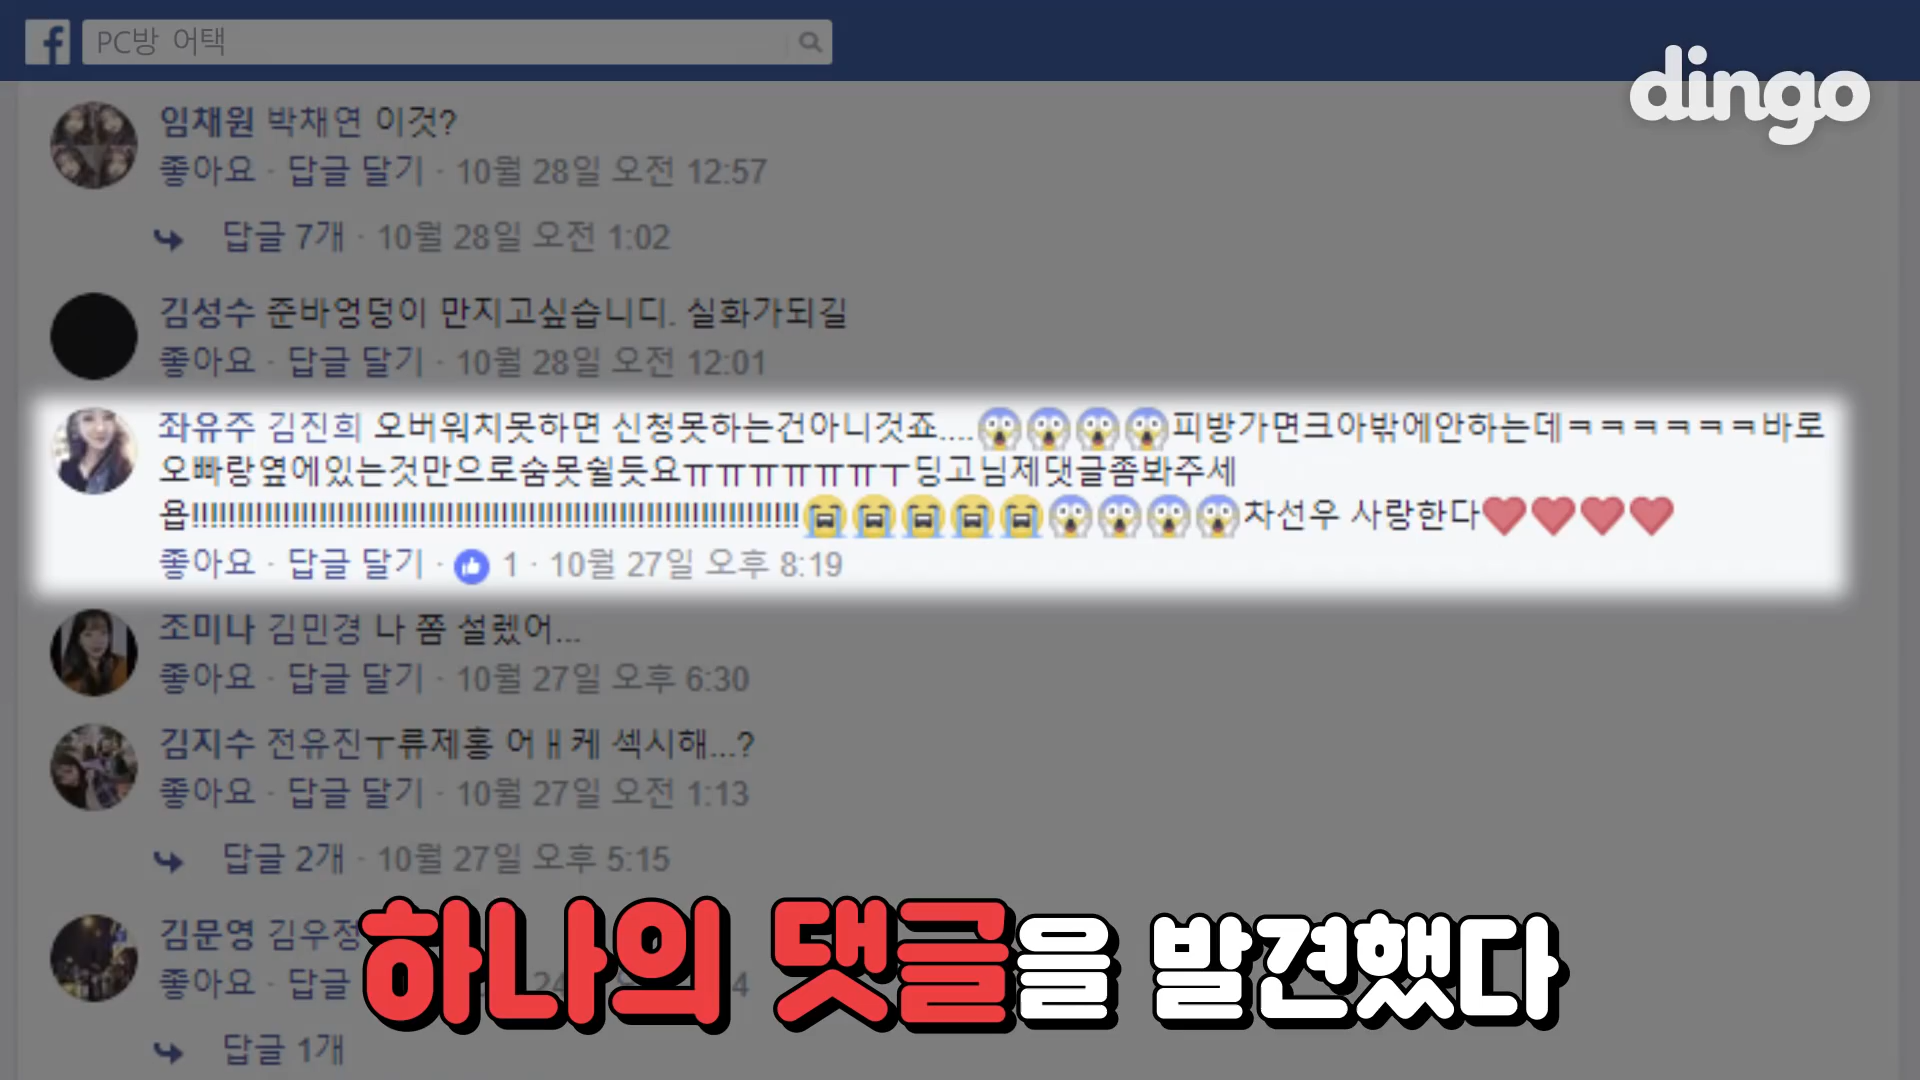 PC방 어택
dingo
임채원 박채연 이것?
좋아요 · 답글 달기 · 10월 28일 오전 12:57
답글 7개 · 10월 28일 오전 1:02
김성수 준바엉덩이 만지고싶습니디. 실화가되길
좋아요 · 답글 달기 · 10월 28일 오전 12:01
좌유주 김진희 오버워치못하면 신청못하는건아니것죠....😱😱😱😱피방가면크아밖에안하는데ㅋㅋㅋㅋㅋㅋ바로
오빠랑옆에있는것만으로숨못쉴듯요ㅠㅠㅠㅠㅠㅠㅜ딩고님제댓글좀봐주세
욥!!!!!!!!!!!!!!!!!!!!!!!!!!!!!!!!!!!!!!!!!!!!!!!!!!!!!!!!!!!!!!!!!!!😭😭😭😭😭😱😱😱😱차선우 사랑한다❤❤❤❤
좋아요 · 답글 달기 · 1 · 10월 27일 오후 8:19
조미나 김민경 나 쫌 설렜어...
좋아요 · 답글 달기 · 10월 27일 오후 6:30
김지수 전유진ㅜ류제홍 어ㅐ케 섹시해...?
좋아요 · 답글 달기 · 10월 27일 오전 1:13
답글 2개 · 10월 27일 오후 5:15
김문영 김우정
좋아요 · 답글
하나의 댓글을 발견했다
답글 1개